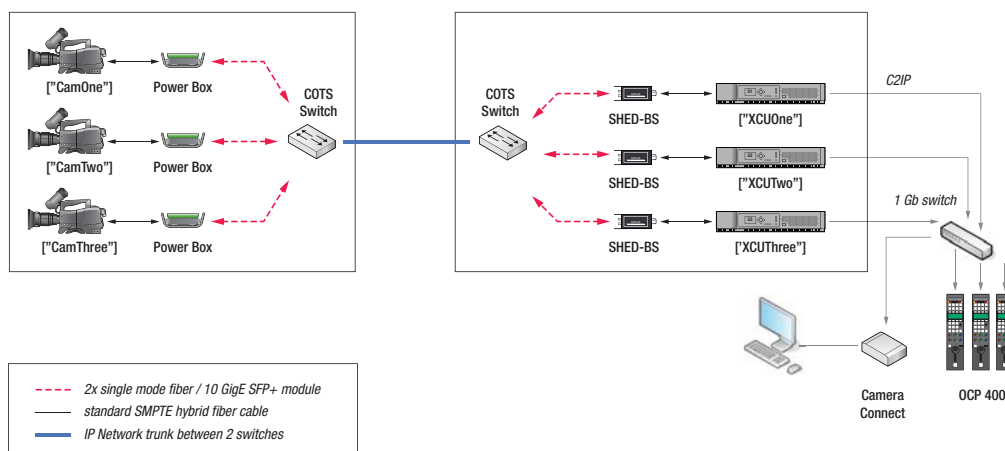 ["CamOne"]
Power Box
["CamTwo"]
Power Box
["CamThree"]
Power Box
COTS
Switch
COTS
Switch
SHED-BS
["XCUOne"]
SHED-BS
["XCUTwo"]
SHED-BS
['XCUThree"]
C2IP
1 Gb switch
Camera
Connect
OCP 400
2x single mode fiber / 10 GigE SFP+ module
standard SMPTE hybrid fiber cable
IP Network trunk between 2 switches